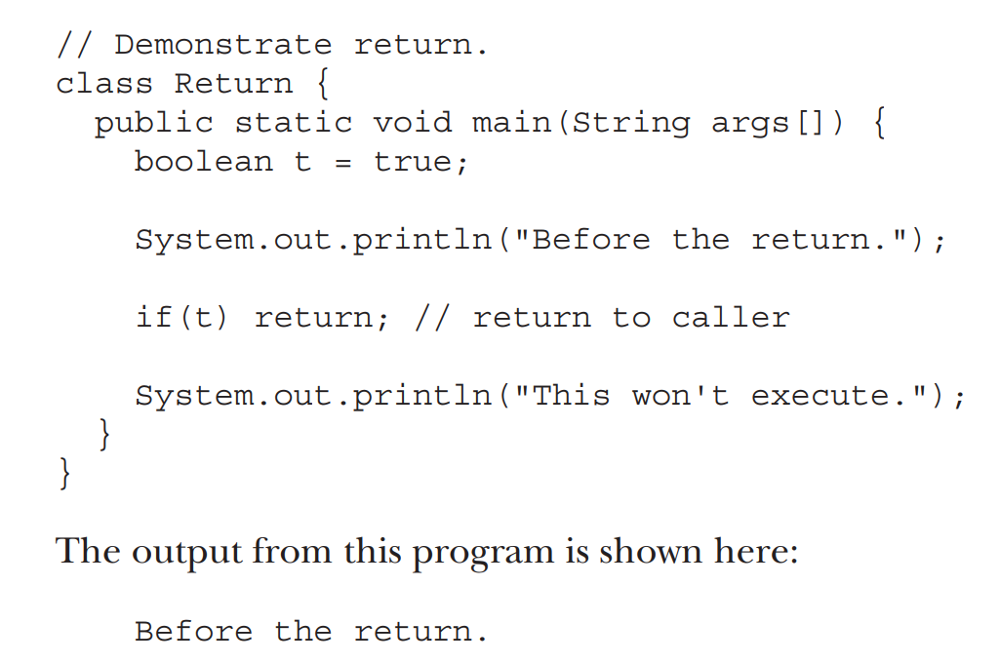 // Demonstrate return.
class Return {
  public static void main(String args[]) {
    boolean t = true;

    System.out.println("Before the return.");

    if(t) return; // return to caller

    System.out.println("This won't execute.");
  }
}
The output from this program is shown here:
    Before the return.